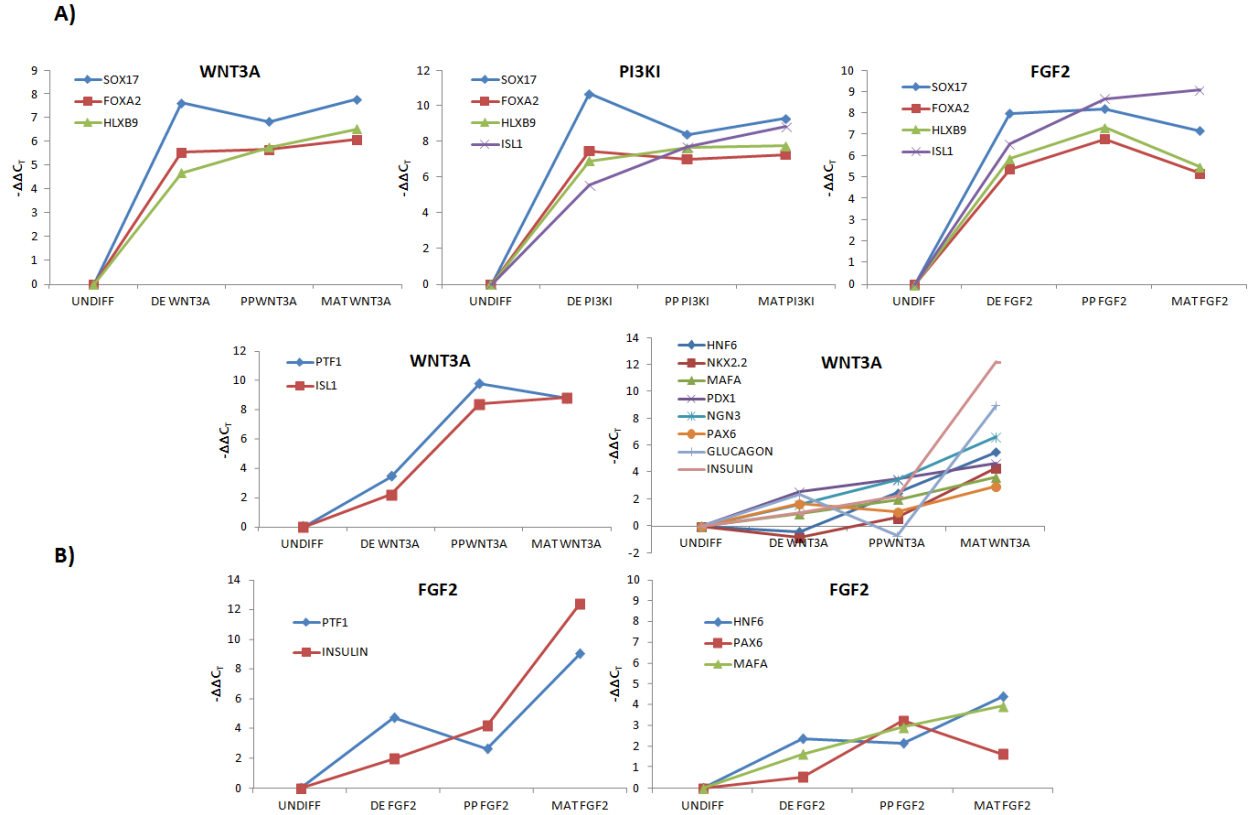 A)
WNT3A
SOX17
FOXA2
HLXB9
-ΔΔCT
9
8
7
6
5
4
3
2
1
0
UNDIFF DE WNT3A PPWNT3A MAT WNT3A
PI3KI
SOX17
FOXA2
HLXB9
ISL1
-ΔΔCT
12
10
8
6
4
2
0
UNDIFF DE PI3KI PP PI3KI MAT PI3KI
FGF2
SOX17
FOXA2
HLXB9
ISL1
-ΔΔCT
10
9
8
7
6
5
4
3
2
1
0
UNDIFF DE FGF2 PP FGF2 MAT FGF2
WNT3A
PTF1
ISL1
-ΔΔCT
12
10
8
6
4
2
0
UNDIFF DE WNT3A PPWNT3A MAT WNT3A
WNT3A
HNF6
NKX2.2
MAFA
PDX1
NGN3
PAX6
GLUCAGON
INSULIN
-ΔΔCT
14
12
10
8
6
4
2
0
-2
UNDIFF DE WNT3A PPWNT3A MAT WNT3A
B)
FGF2
PTF1
INSULIN
-ΔΔCT
14
12
10
8
6
4
2
0
UNDIFF DE FGF2 PP FGF2 MAT FGF2
FGF2
HNF6
PAX6
MAFA
-ΔΔCT
10
9
8
7
6
5
4
3
2
1
0
UNDIFF DE FGF2 PP FGF2 MAT FGF2